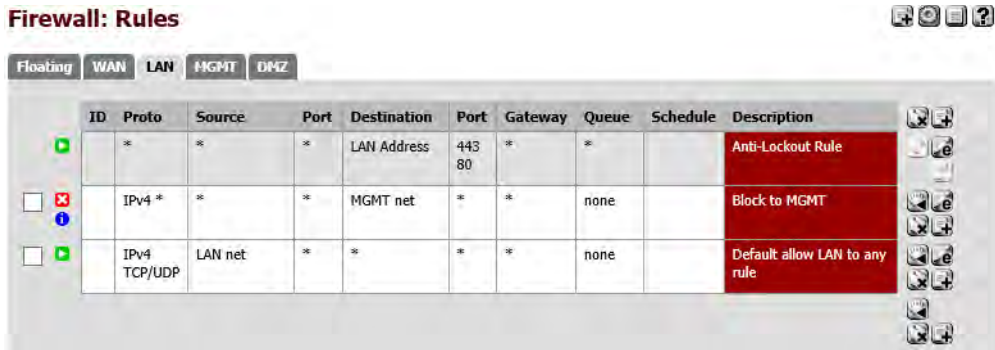 Firewall: Rules
Floating WAN LAN MGMT DMZ
ID Proto Source Port Destination Port Gateway Queue Schedule Description
* * * LAN Address 443 * * Anti-Lockout Rule
80
IPv4 * * * MGMT net * * none Block to MGMT
IPv4 LAN net * * * * none Default allow LAN to any
TCP/UDP rule